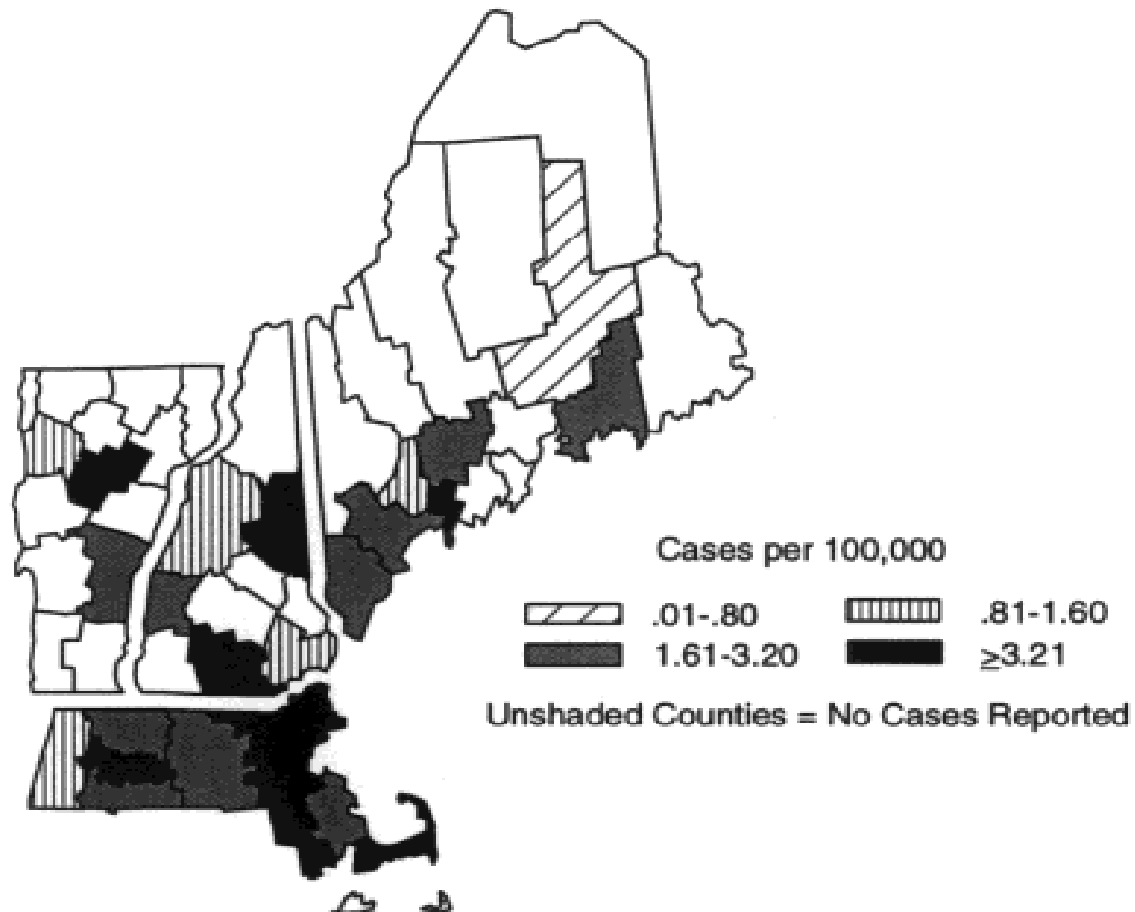 Cases per 100,000
.01-.80 .81-1.60
1.61-3.20 ≥3.21
Unshaded Counties = No Cases Reported